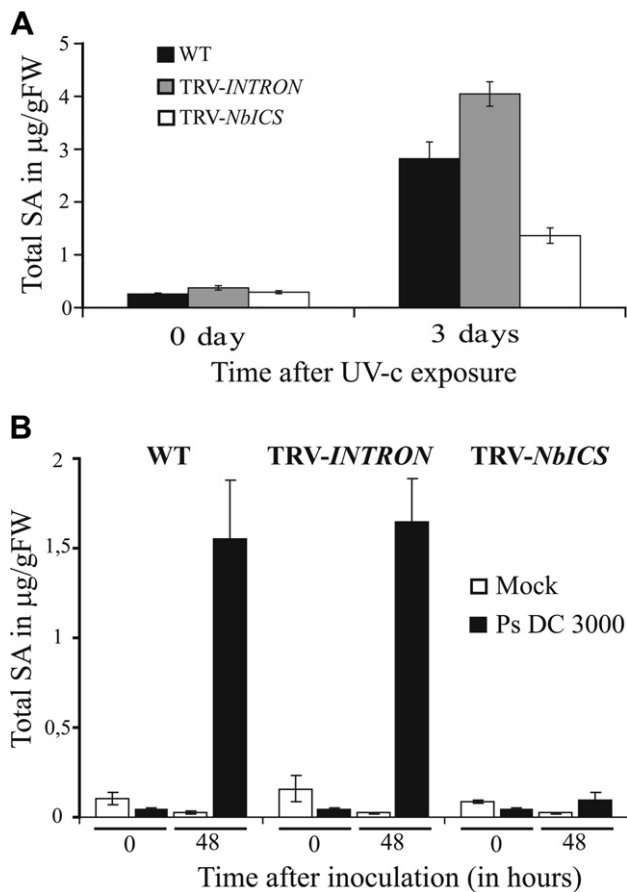 A
Total SA in µg/gFW
5
4
3
2
1
0
WT
TRV-INTRON
TRV-NbICS
0 day
3 days
Time after UV-c exposure
B
WT
TRV-INTRON
TRV-NbICS
Total SA in µg/gFW
2
1,5
1
0,5
0
Mock
Ps DC 3000
0
48
0
48
0
48
Time after inoculation (in hours)